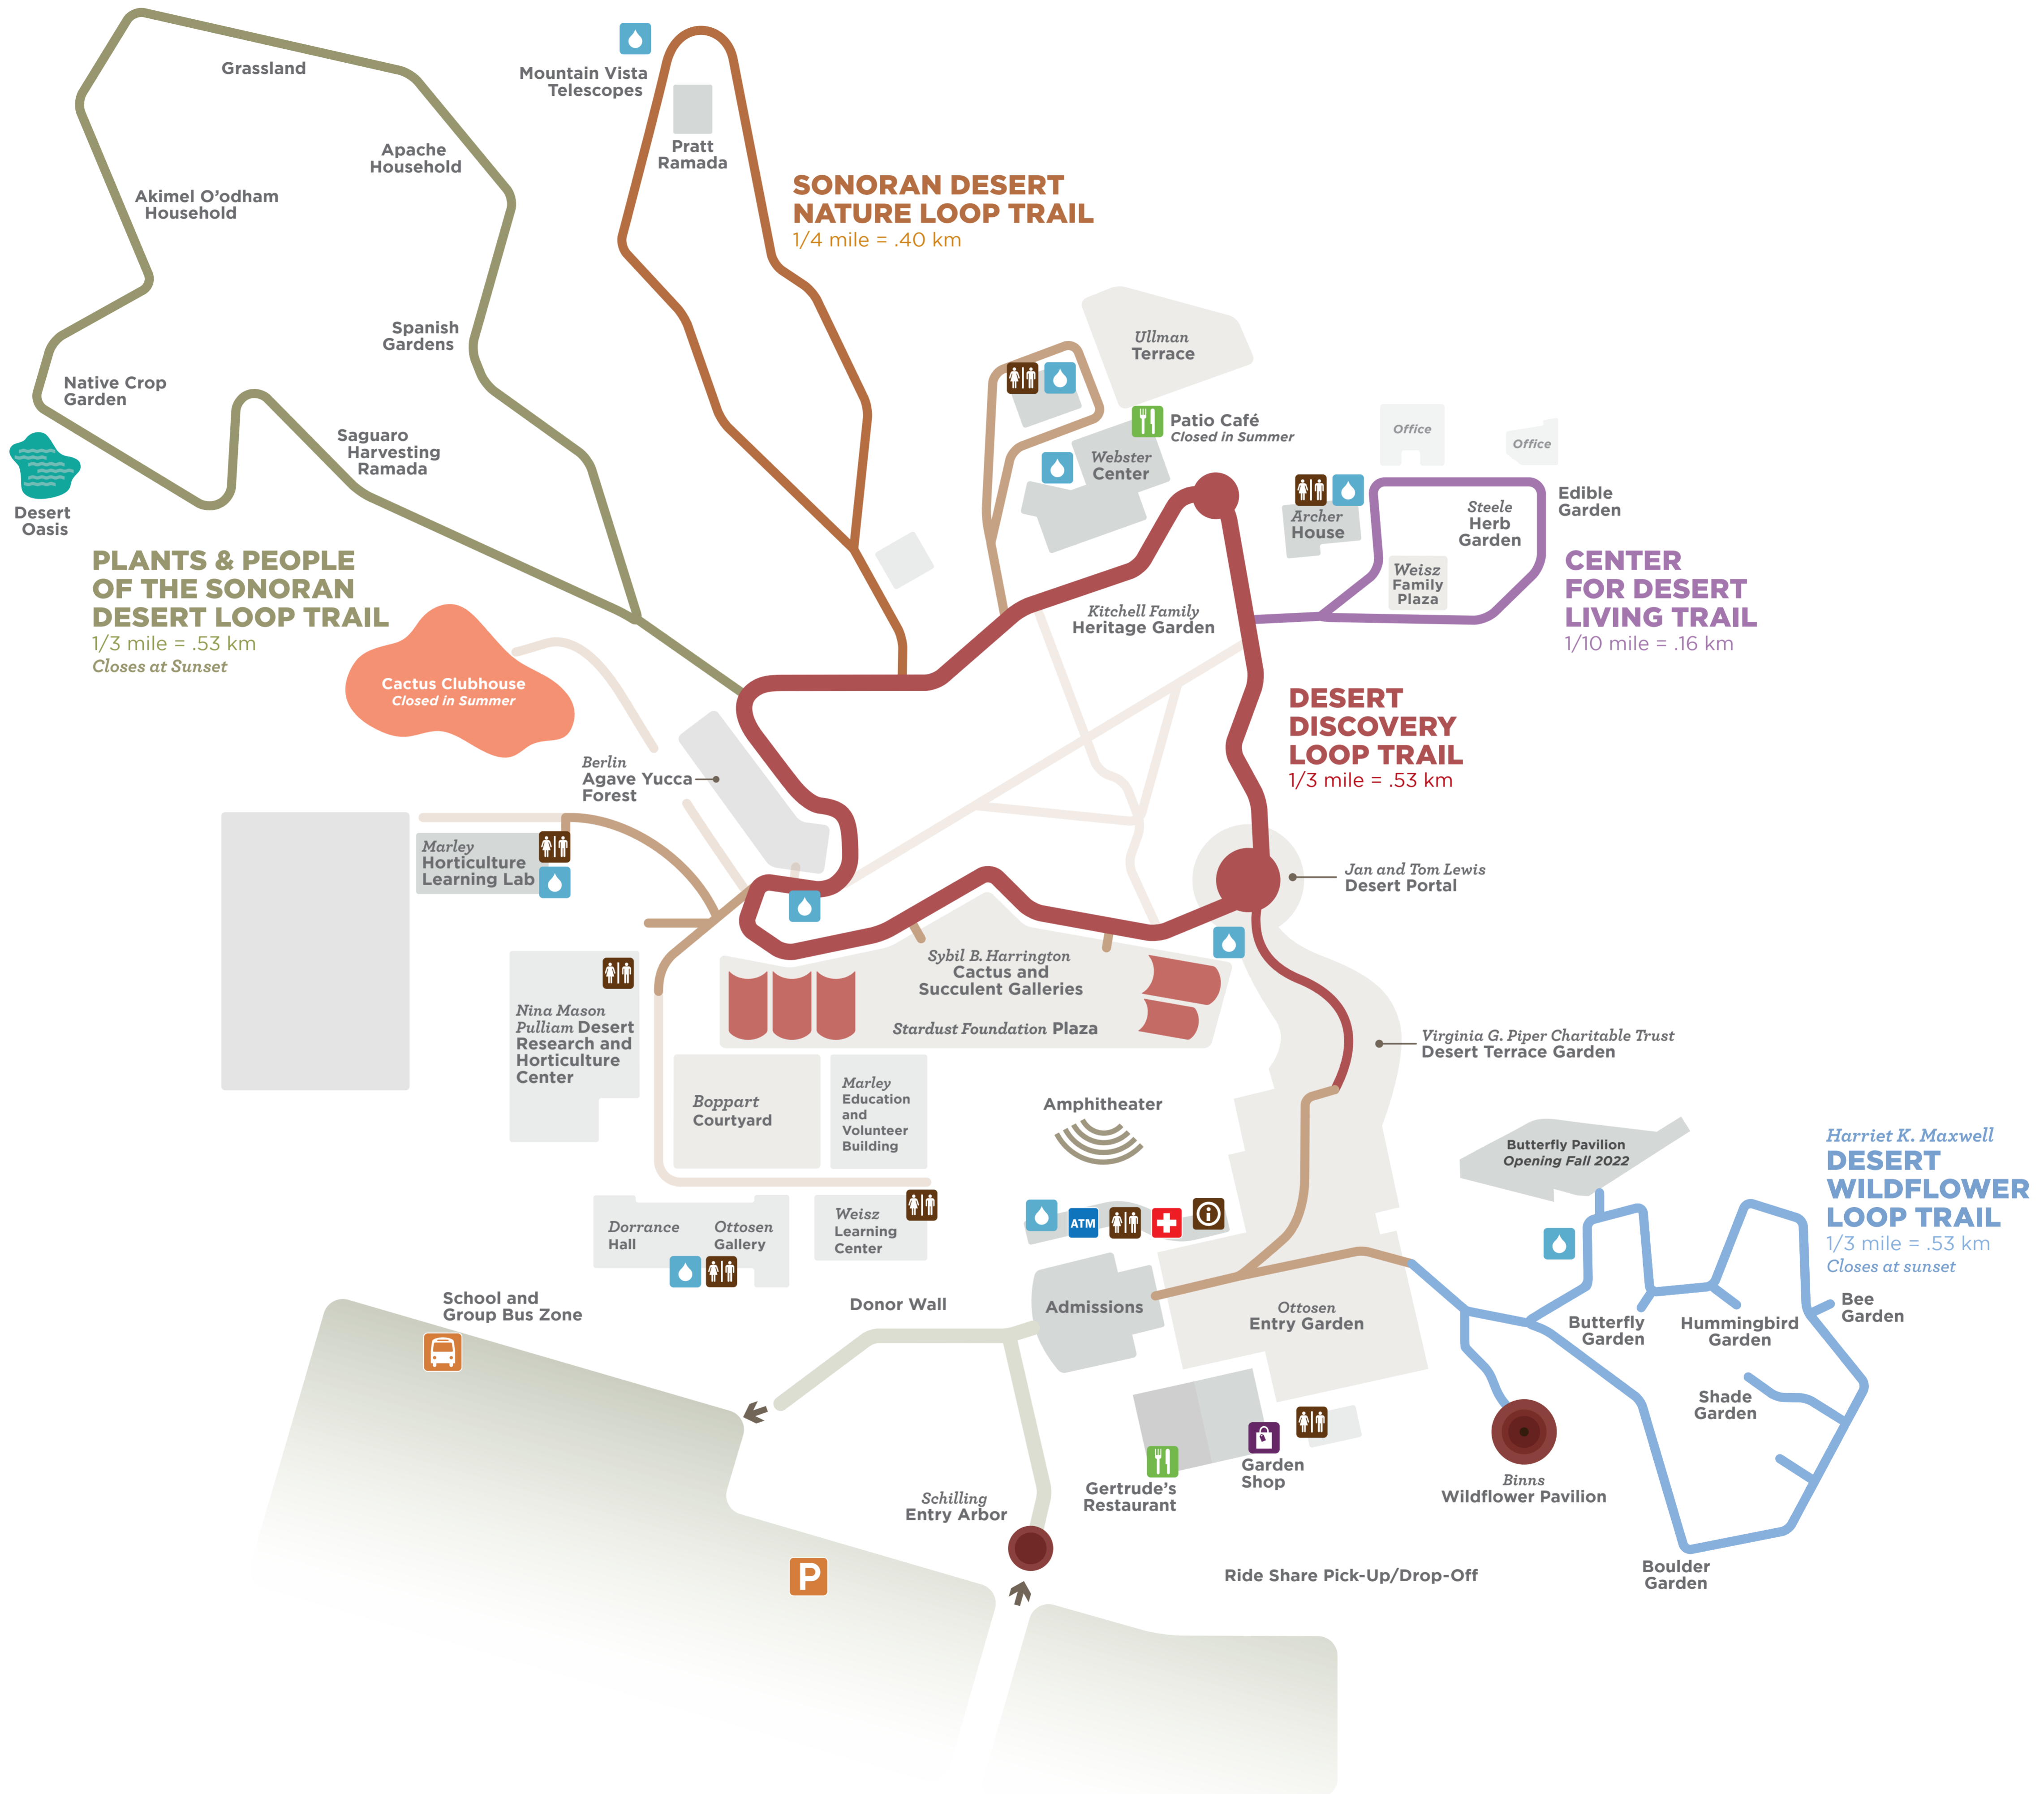 Grassland
Mountain Vista
Telescopes
Apache
Household
Pratt
Ramada
Akimel O’odham
Household
SONORAN DESERT
NATURE LOOP TRAIL
1/4 mile = .40 km
Spanish
Gardens
Ullman
Terrace
Native Crop
Garden
Patio Café
Closed in Summer
Saguaro
Harvesting
Ramada
Webster
Center
Office
Office
Desert
Oasis
Archer
House
Steele
Herb
Garden
Edible
Garden
PLANTS & PEOPLE
OF THE SONORAN
DESERT LOOP TRAIL
1/3 mile = .53 km
Closes at Sunset
Weisz
Family
Plaza
CENTER
FOR DESERT
LIVING TRAIL
1/10 mile = .16 km
Kitchell Family
Heritage Garden
Cactus Clubhouse
Closed in Summer
DESERT
DISCOVERY
LOOP TRAIL
1/3 mile = .53 km
Berlin
Agave Yucca
Forest
Marley
Horticulture
Learning Lab
Jan and Tom Lewis
Desert Portal
Sybil B. Harrington
Cactus and
Succulent Galleries
Stardust Foundation Plaza
Nina Mason
Pulliam Desert
Research and
Horticulture
Center
Virginia G. Piper Charitable Trust
Desert Terrace Garden
Boppart
Courtyard
Marley
Education
and
Volunteer
Building
Amphitheater
Butterfly Pavilion
Opening Fall 2022
Harriet K. Maxwell
DESERT
WILDFLOWER
LOOP TRAIL
1/3 mile = .53 km
Closes at sunset
Dorrance
Hall
Ottosen
Gallery
Weisz
Learning
Center
ATM
i
School and
Group Bus Zone
Donor Wall
Admissions
Ottosen
Entry Garden
Butterfly
Garden
Hummingbird
Garden
Bee
Garden
Shade
Garden
Garden
Shop
Gertrude’s
Restaurant
Binns
Wildflower Pavilion
Schilling
Entry Arbor
P
Ride Share Pick-Up/Drop-Off
Boulder
Garden